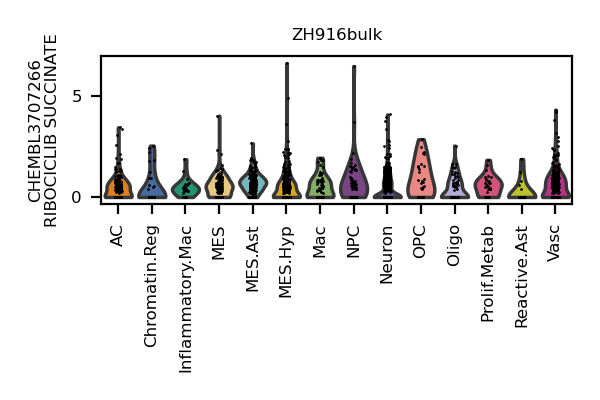 ZH916bulk
CHEMBL3707266
RIBOCICLIB SUCCINATE
5
0
AC
Chromatin.Reg
Inflammatory.Mac
MES
MES.Ast
MES.Hyp
Mac
NPC
Neuron
OPC
Oligo
Prolif.Metab
Reactive.Ast
Vasc